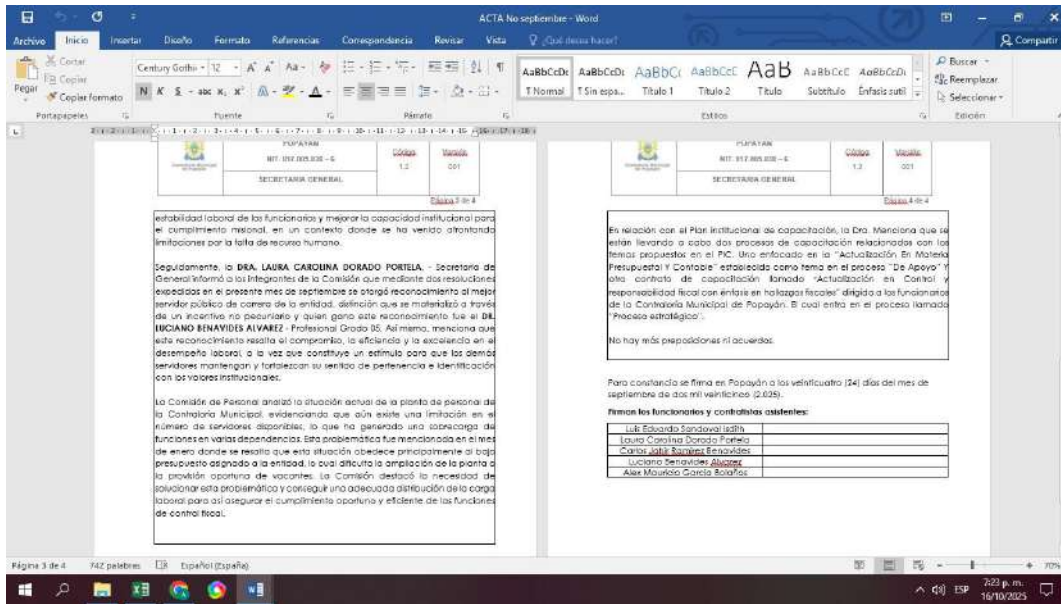 ACTA No septiembre - Word
Archivo Inicio Insertar Diseño Formato Referencias Correspondencia Revisar Vista ¿Qué desea hacer? Compartir
Cortar
Copiar
Copiar formato
Pegar
Century Gothi 12
N K S abc x₂ x²
AaBbCcDc AaBbCcDc AaBbCc AaBbCcC AaB AaBbCcC AaBbCcDc
¶ Normal ¶ Sin espa... Título 1 Título 2 Título Subtítulo Énfasis sutil
Buscar
Reemplazar
Seleccionar
Portapapeles Fuente Párrafo Estilos Edición
POPAYÁN
SECRETARIA GENERAL
Código
1.2
Versión
001
Página 3 de 4
estabilidad laboral de los funcionarios y mejorar la capacidad institucional para
el cumplimiento misional, en un contexto donde se ha venido afrontando
limitaciones por la falta de recurso humano.
Seguidamente, la DRA. LAURA CAROLINA DORADO PORTELA. - Secretaria de
General informó a los integrantes de la Comisión que mediante dos resoluciones
expedidas en el presente mes de septiembre se otorgó reconocimiento al mejor
servidor público de carrera de la entidad, distinción que se materializó a través
de un incentivo no pecuniario y quien gano este reconocimiento fue el DR.
LUCIANO BENAVIDES ALVAREZ - Profesional Grado 05. Así mismo, menciona que
este reconocimiento resalta el compromiso, la eficiencia y la excelencia en el
desempeño laboral, a la vez que constituye un estímulo para que los demás
servidores mantengan y fortalezcan su sentido de pertenencia e identificación
con los valores institucionales.
La Comisión de Personal analizó la situación actual de la planta de personal de
la Contraloría Municipal, evidenciando que aún existe una limitación en el
número de servidores disponibles, lo que ha generado una sobrecarga de
funciones en varias dependencias. Esta problemática fue mencionada en el mes
de enero donde se resalta que esta situación obedece principalmente al bajo
presupuesto asignado a la entidad, lo cual dificulta la ampliación de la planta o
la provisión oportuna de vacantes. La Comisión destacó la necesidad de
solucionar esta problemática y conseguir una adecuada distribución de la carga
laboral para así asegurar el cumplimiento oportuno y eficiente de las funciones
de control fiscal.
POPAYÁN
SECRETARIA GENERAL
Código
1.2
Versión
001
Página 4 de 4
En relación con el Plan institucional de capacitación, la Dra. Menciona que se
están llevando a cabo dos procesos de capacitación relacionados con los
temas propuestos en el PIC. Uno enfocado en la "Actualización En Materia
Presupuestal Y Contable" establecida como tema en el proceso "De Apoyo" Y
otro contrato de capacitación llamado "Actualización en Control y
responsabilidad fiscal con énfasis en hallazgos fiscales" dirigido a los funcionarios
de la Contraloría Municipal de Popayán. El cual entra en el proceso llamado
"Proceso estratégico".
No hay más preposiciones ni acuerdos.
Para constancia se firma en Popayán a los veinticuatro (24) días del mes de
septiembre de dos mil veinticinco (2.025).
Firman los funcionarios y contratistas asistentes:
Luis Eduardo Sandoval Isdith
Laura Carolina Dorado Portela
Carlos Jahir Ramírez Benavides
Luciano Benavides Alvarez
Alex Mauricio García Bolaños
Página 3 de 4 742 palabras Español (España) 70%
ESP 7:23 p. m.
16/10/2025